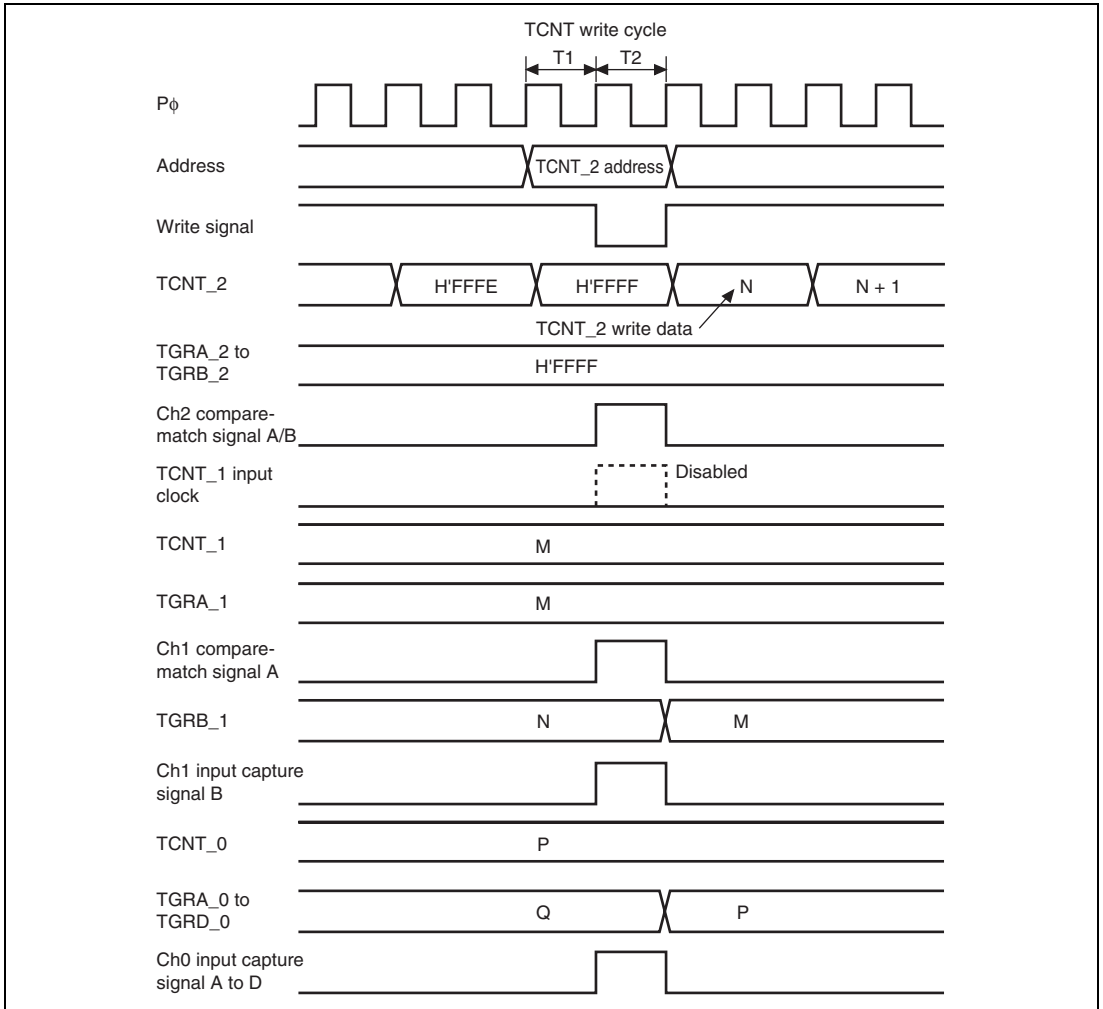 TCNT write cycle
T1 T2
Pφ
Address TCNT_2 address
Write signal
TCNT_2 H'FFFE H'FFFF N N + 1
TCNT_2 write data
TGRA_2 to
TGRB_2
H'FFFF
Ch2 compare-
match signal A/B
TCNT_1 input
clock
Disabled
TCNT_1 M
TGRA_1 M
Ch1 compare-
match signal A
TGRB_1 N M
Ch1 input capture
signal B
TCNT_0 P
TGRA_0 to
TGRD_0
Q P
Ch0 input capture
signal A to D